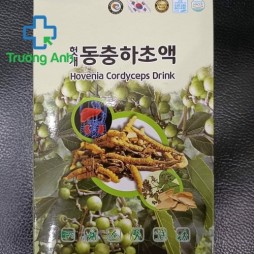 Trường Anh
헛개 동충하초액
Hovenia Cordyceps Drink